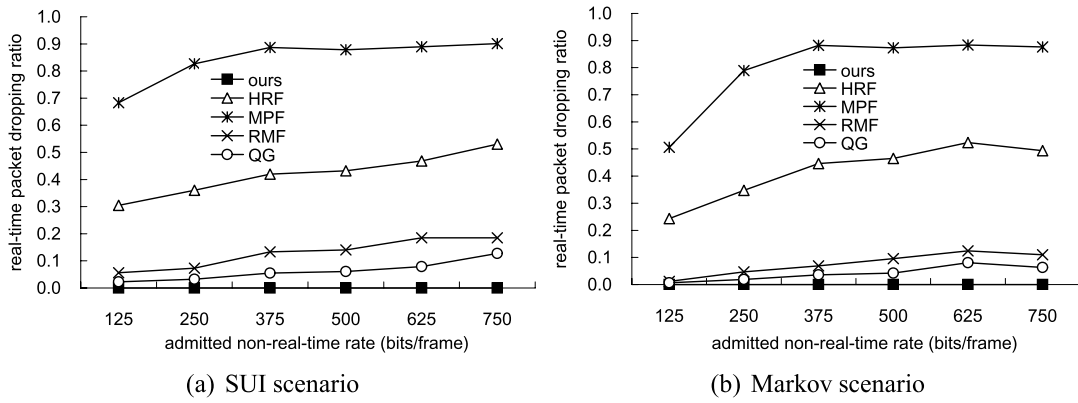 real-time packet dropping ratio
1.0
0.9
0.8
0.7
0.6
0.5
0.4
0.3
0.2
0.1
0.0
ours
HRF
MPF
RMF
QG
125 250 375 500 625 750
admitted non-real-time rate (bits/frame)
(a) SUI scenario
real-time packet dropping ratio
1.0
0.9
0.8
0.7
0.6
0.5
0.4
0.3
0.2
0.1
0.0
ours
HRF
MPF
RMF
QG
125 250 375 500 625 750
admitted non-real-time rate (bits/frame)
(b) Markov scenario